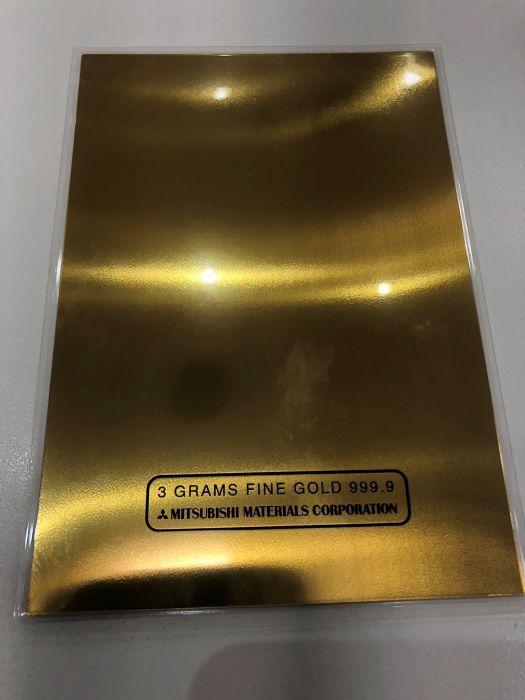 3 GRAMS FINE GOLD 999.9
MITSUBISHI MATERIALS CORPORATION